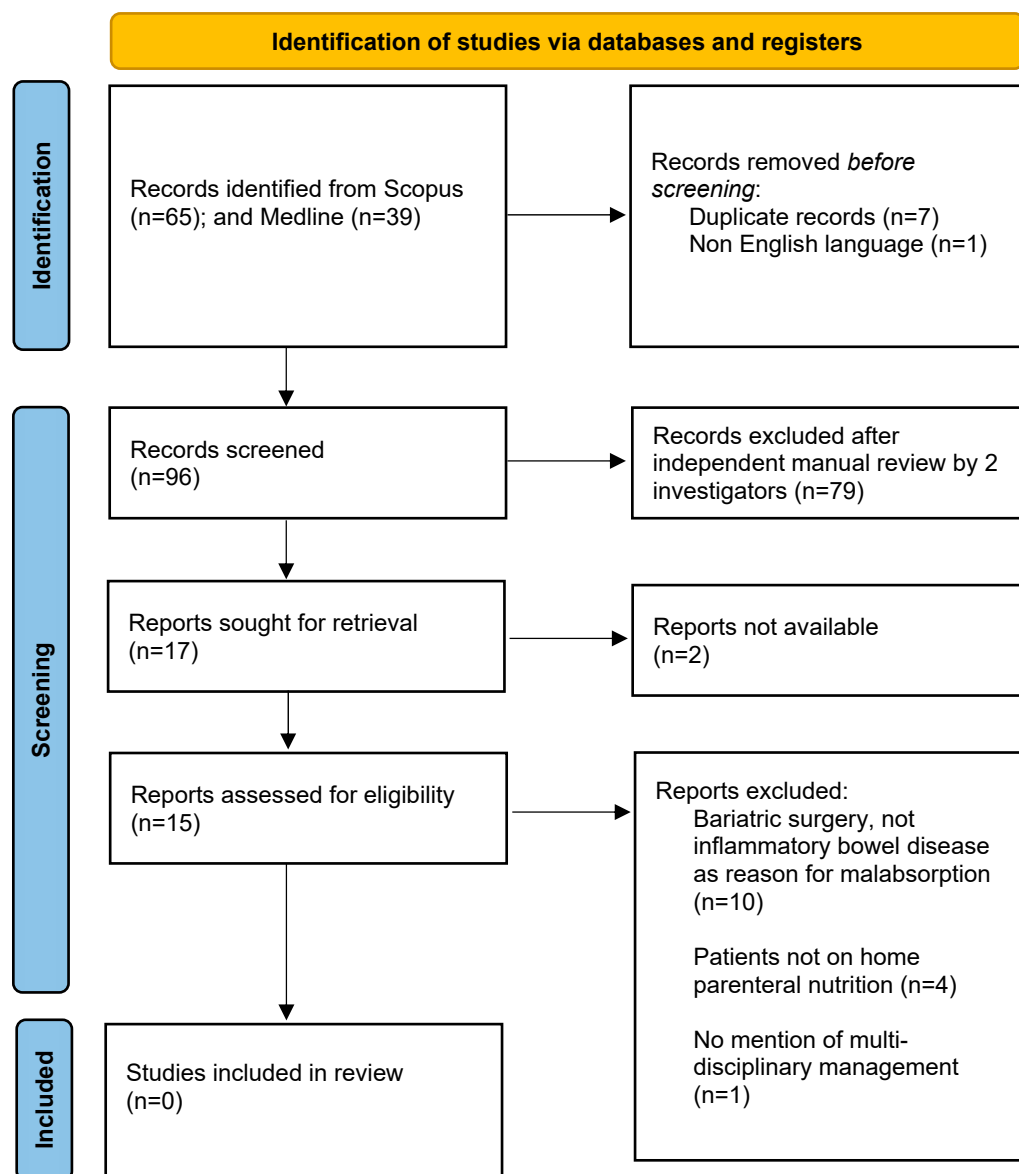 Identification of studies via databases and registers
Identification
Records identified from Scopus
(n=65); and Medline (n=39)
Records removed before
screening:
Duplicate records (n=7)
Non English language (n=1)
Screening
Records screened
(n=96)
Records excluded after
independent manual review by 2
investigators (n=79)
Reports sought for retrieval
(n=17)
Reports not available
(n=2)
Reports assessed for eligibility
(n=15)
Reports excluded:
Bariatric surgery, not
inflammatory bowel disease
as reason for malabsorption
(n=10)
Patients not on home
parenteral nutrition (n=4)
No mention of multi-
disciplinary management
(n=1)
Included
Studies included in review
(n=0)